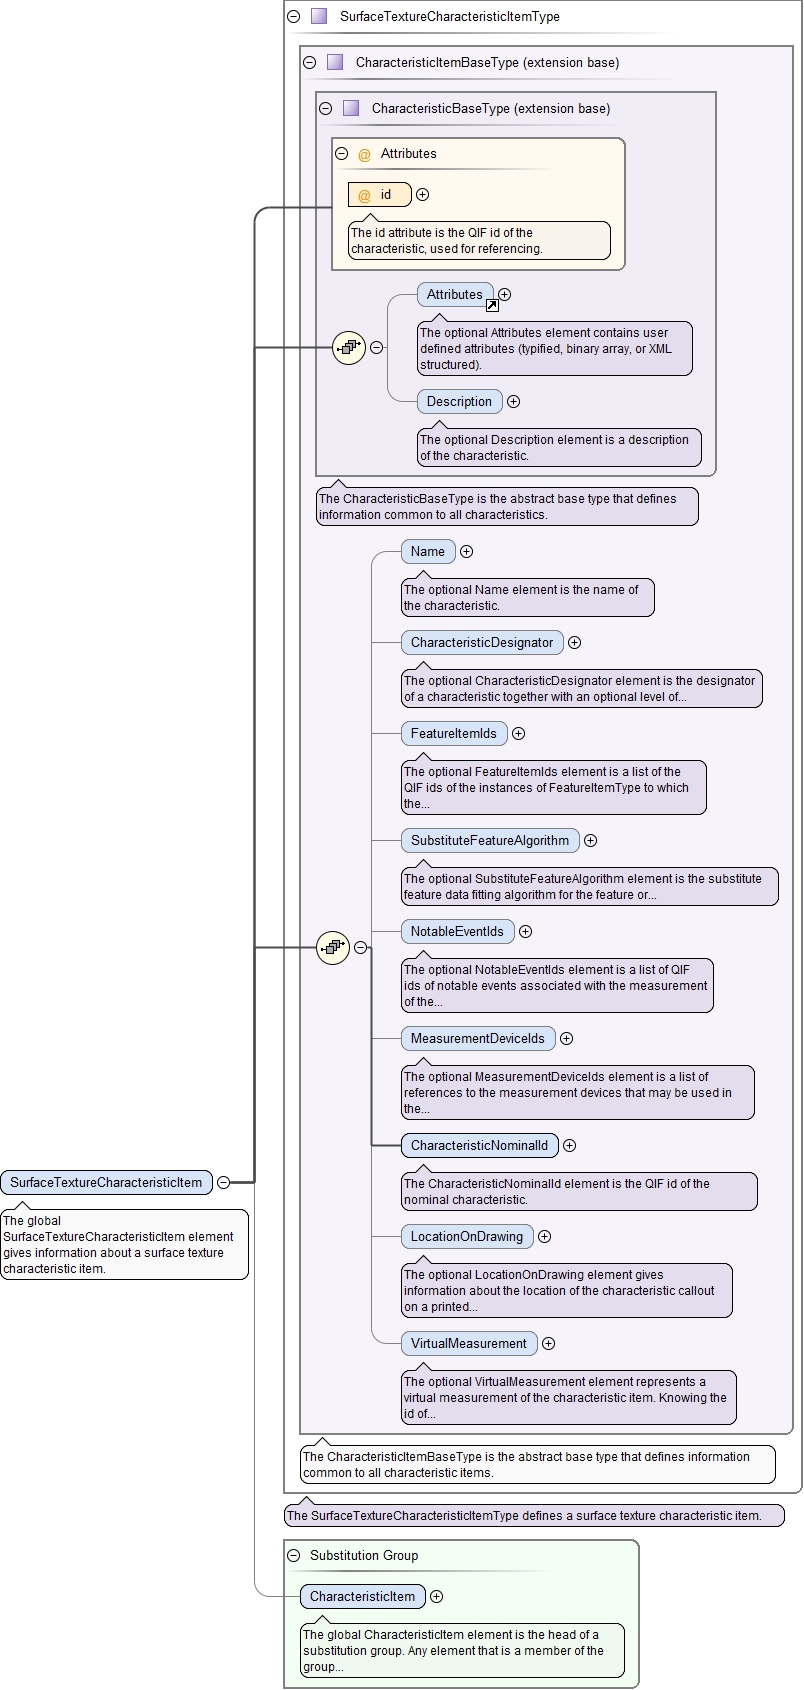 SurfaceTextureCharacteristicItemType
CharacteristicItemBaseType (extension base)
CharacteristicBaseType (extension base)
@ Attributes
@ id
The id attribute is the QIF id of the
characteristic, used for referencing.
Attributes
The optional Attributes element contains user
defined attributes (typified, binary array, or XML
structured).
Description
The optional Description element is a description
of the characteristic.
The CharacteristicBaseType is the abstract base type that defines
information common to all characteristics.
Name
The optional Name element is the name of
the characteristic.
CharacteristicDesignator
The optional CharacteristicDesignator element is the designator
of a characteristic together with an optional level of...
FeatureItemIds
The optional FeatureItemIds element is a list of the
QIF ids of the instances of FeatureItemType to which
the...
SubstituteFeatureAlgorithm
The optional SubstituteFeatureAlgorithm element is the substitute
feature data fitting algorithm for the feature or...
NotableEventIds
The optional NotableEventIds element is a list of QIF
ids of notable events associated with the measurement
of the...
MeasurementDeviceIds
The optional MeasurementDeviceIds element is a list of
references to the measurement devices that may be used in
the...
CharacteristicNominalId
The CharacteristicNominalId element is the QIF id of the
nominal characteristic.
LocationOnDrawing
The optional LocationOnDrawing element gives
information about the location of the characteristic callout
on a printed...
VirtualMeasurement
The optional VirtualMeasurement element represents a
virtual measurement of the characteristic item. Knowing the
id of...
The CharacteristicItemBaseType is the abstract base type that defines information
common to all characteristic items.
The SurfaceTextureCharacteristicItemType defines a surface texture characteristic item.
SurfaceTextureCharacteristicItem
The global
SurfaceTextureCharacteristicItem element
gives information about a surface texture
characteristic item.
Substitution Group
CharacteristicItem
The global CharacteristicItem element is the head of a
substitution group. Any element that is a member of the
group...